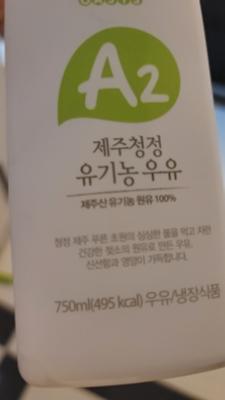 OASIS
A2
제주청정
유기농 우유
제주산 유기농 원유 100%
청정 제주 푸른 초원의 싱싱한 풀을 먹고 자란
건강한 젖소의 원유로 만든 우유.
신선함과 영양이 가득합니다.
750ml(495 kcal) 우유/냉장식품